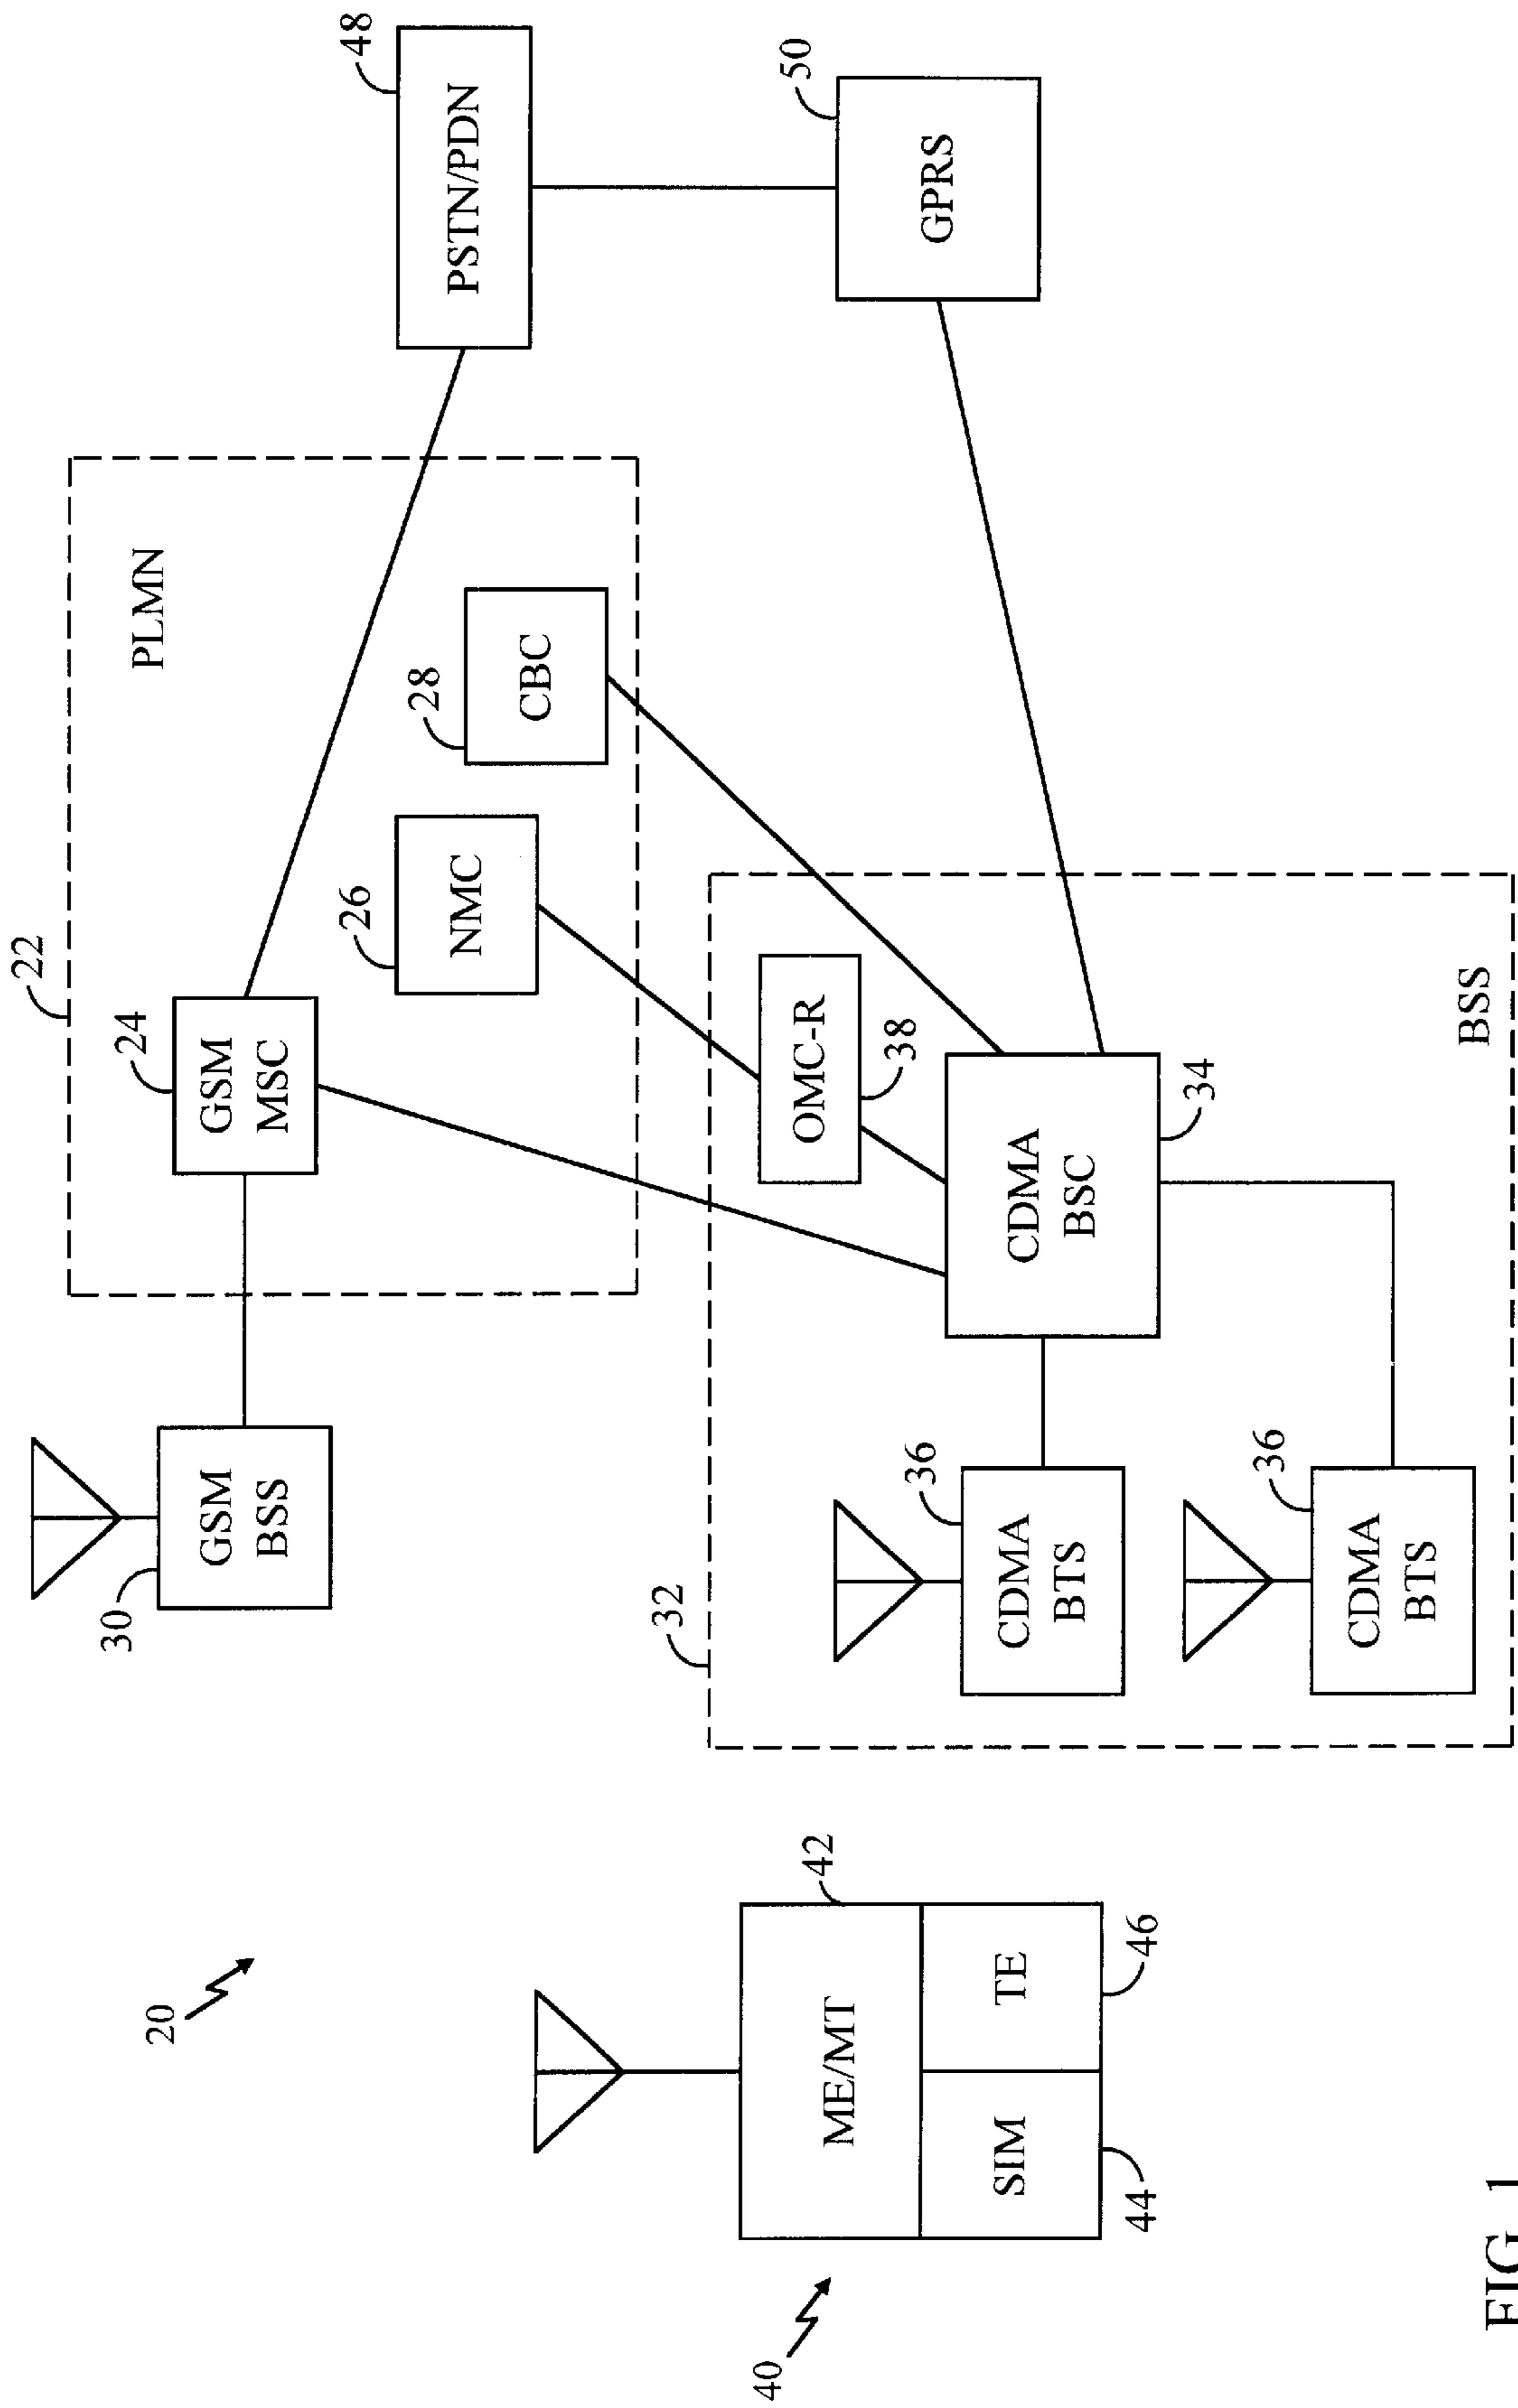 20
22
PLMN
24
GSM
MSC
26
NMC
28
CBC
30
GSM
BSS
48
PSTN/PDN
50
GPRS
32
BSS
OMC-R
38
CDMA
BSC
34
36
CDMA
BTS
36
CDMA
BTS
40
ME/MT
42
SIM
44
TE
46
FIG. 1